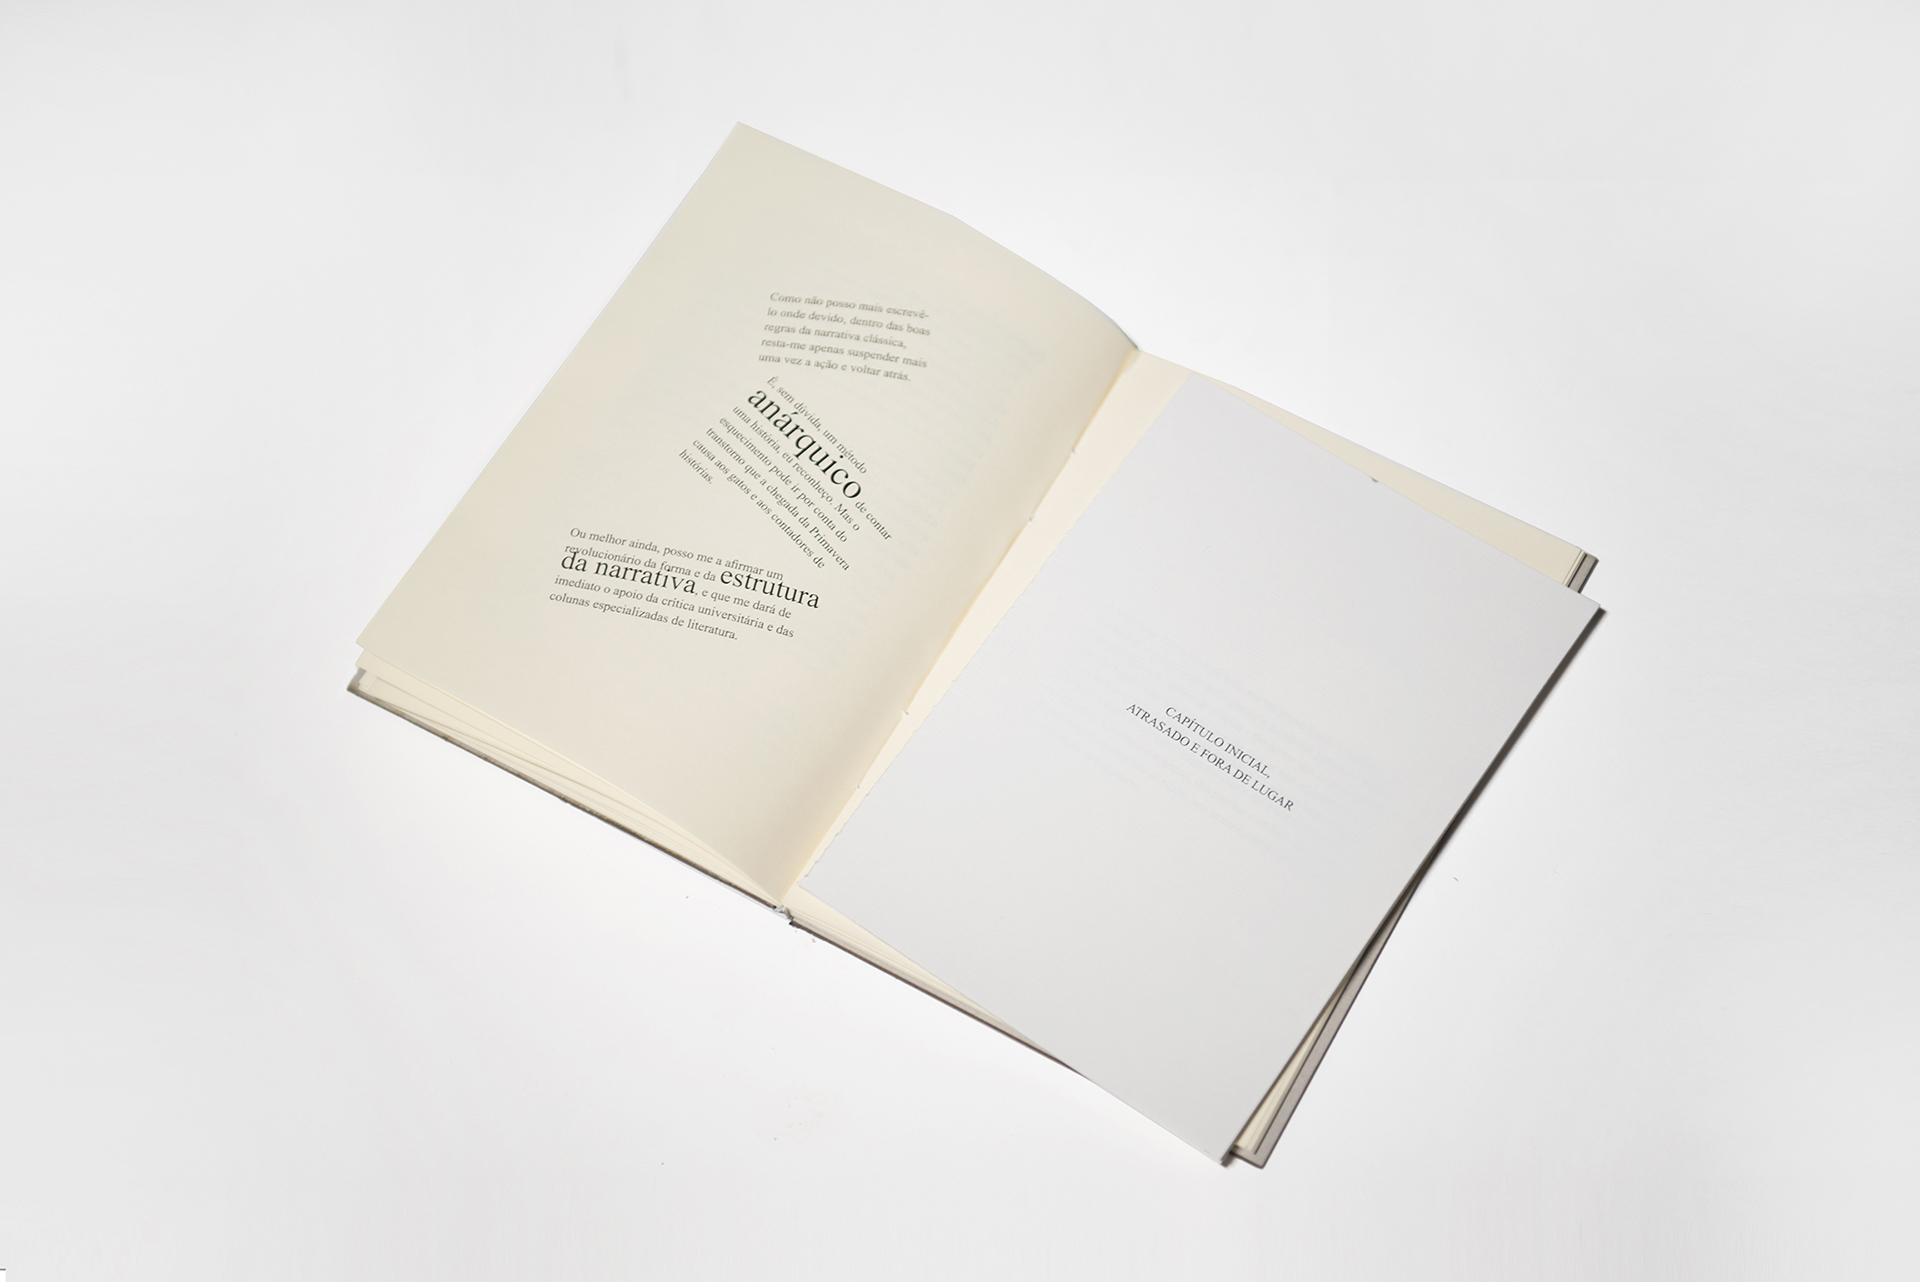 Como não posso mais escrevê-
lo onde devido, dentro das boas
regras da narrativa clássica,
resta-me apenas suspender mais
uma vez a ação e voltar atrás.
É, sem dúvida, um método
anárquico de contar
uma história, eu reconheço. Mas o
esquecimento pode ir por conta do
transtorno que a chegada da Primavera
causa aos gatos e aos contadores de
histórias.
Ou melhor ainda, posso me a afirmar um
revolucionário da forma e da estrutura
da narrativa, e que me dará de
imediato o apoio da crítica universitária e das
colunas especializadas de literatura.
CAPÍTULO INICIAL,
ATRASADO E FORA DE LUGAR